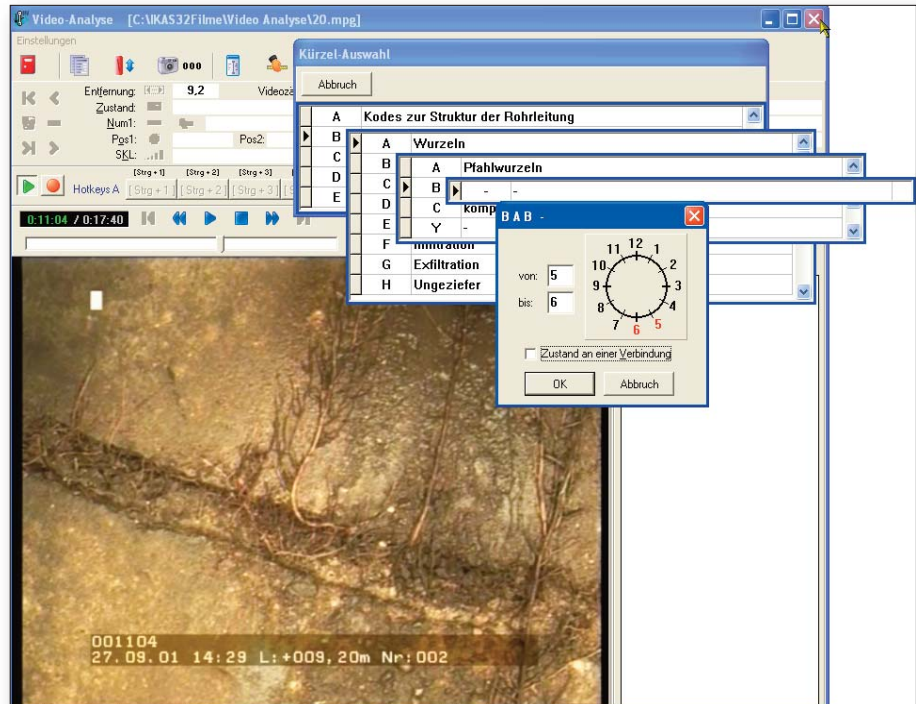 Video-Analyse [C:\IKAS32Filme\Video Analyse\20.mpg]
Einstellungen
000
Kürzel-Auswahl
Abbruch
Entfernung: 9,2
Zustand:
Num1:
Pos1: Pos2:
SKL:
[Strg + 1] [Strg + 2] [Strg + 3]
Hotkeys A [Strg + 1] [Strg + 2] [Strg + 3]
0:11:04 / 0:17:40
A Kodes zur Struktur der Rohrleitung
B
C
D
E
A Wurzeln
B
C
D
E
F Infiltration
G Exfiltration
H Ungeziefer
A Pfahlwurzeln
B
C
Y -
- -
B A B -
von: 5
bis: 6
12
11 1
10 2
9 3
8 4
7 5
6
Zustand an einer Verbindung
OK Abbruch
001104
27.09.01 14:29 L:+009,20m Nr:002